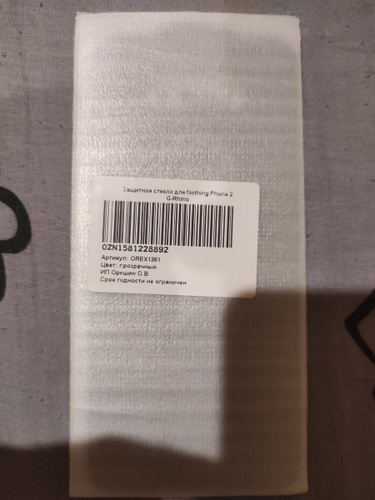 Защитное стекло для Nothing Phone 2
G-Rhino
OZN1581228892
Артикул: OREX1361
Цвет: прозрачный
ИП Орешин О.В.
Срок годности не ограничен